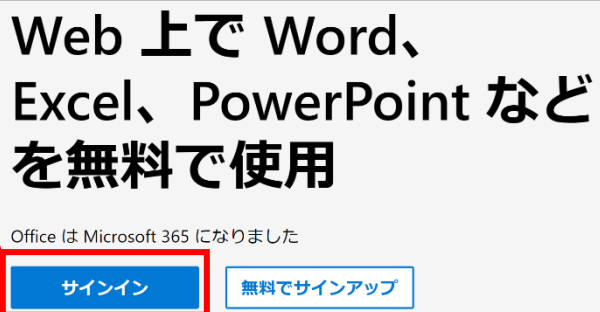 Web 上で Word、
Excel、PowerPoint など
を無料で使用
Office は Microsoft 365 になりました
サインイン
無料でサインアップ